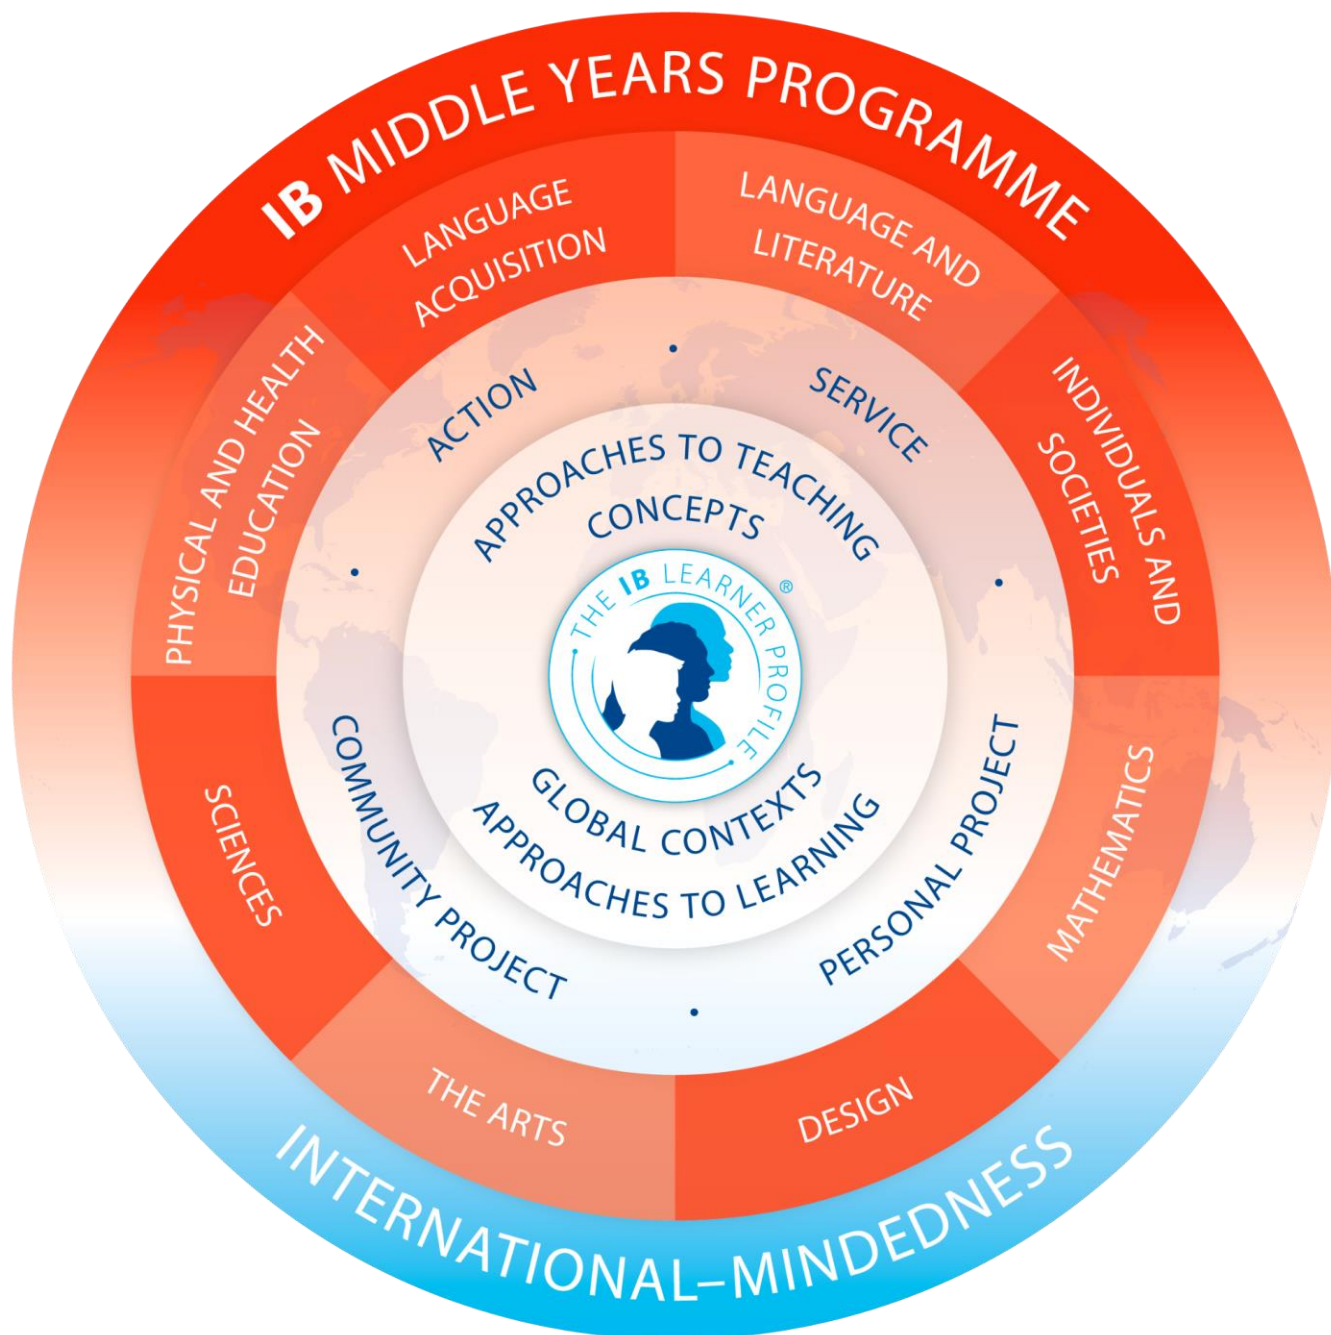 IB MIDDLE YEARS PROGRAMME
LANGUAGE
ACQUISITION
LANGUAGE AND
LITERATURE
INDIVIDUALS AND
SOCIETIES
MATHEMATICS
DESIGN
THE ARTS
SCIENCES
PHYSICAL AND HEALTH
EDUCATION
ACTION
SERVICE
PERSONAL PROJECT
COMMUNITY PROJECT
APPROACHES TO TEACHING
CONCEPTS
THE IB LEARNER PROFILE
®
GLOBAL CONTEXTS
APPROACHES TO LEARNING
INTERNATIONAL–MINDEDNESS